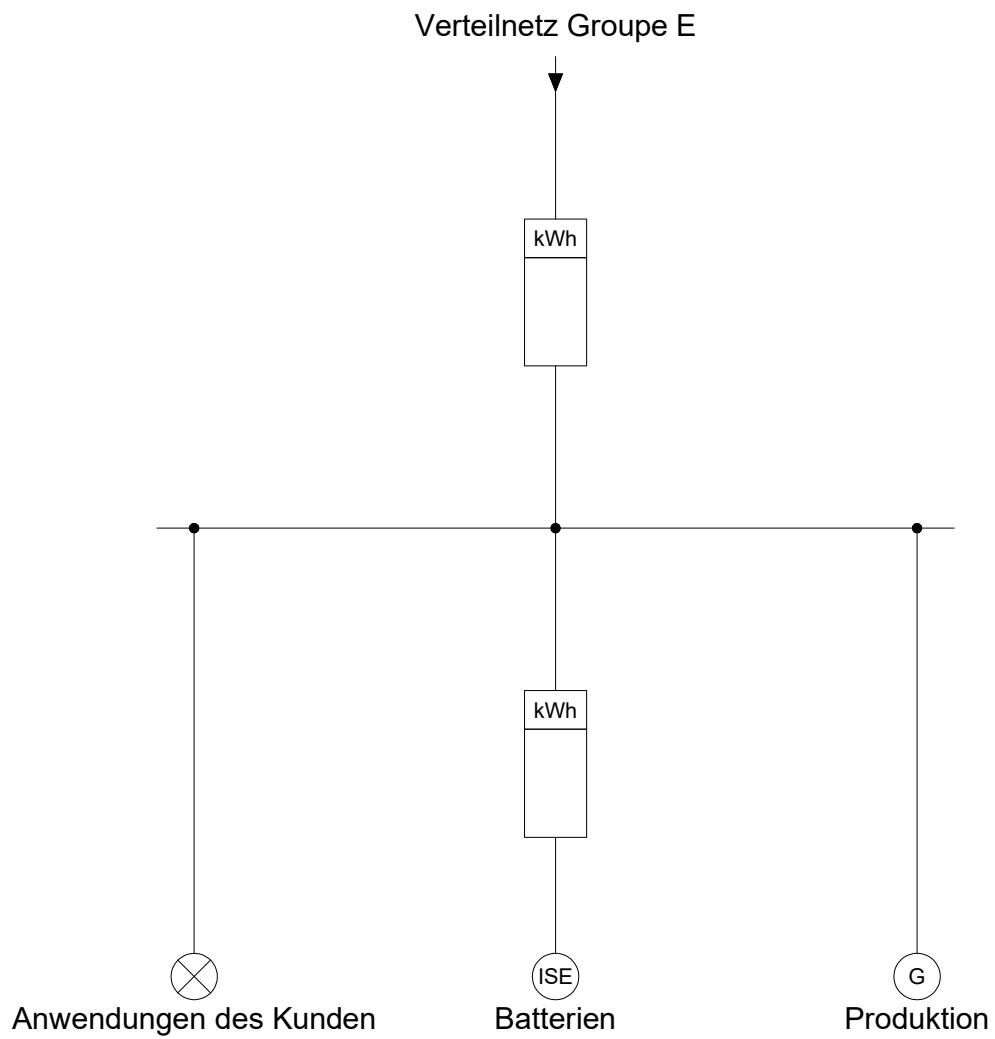 Verteilnetz Groupe E
kWh
kWh
ISE
G
Anwendungen des Kunden
Batterien
Produktion